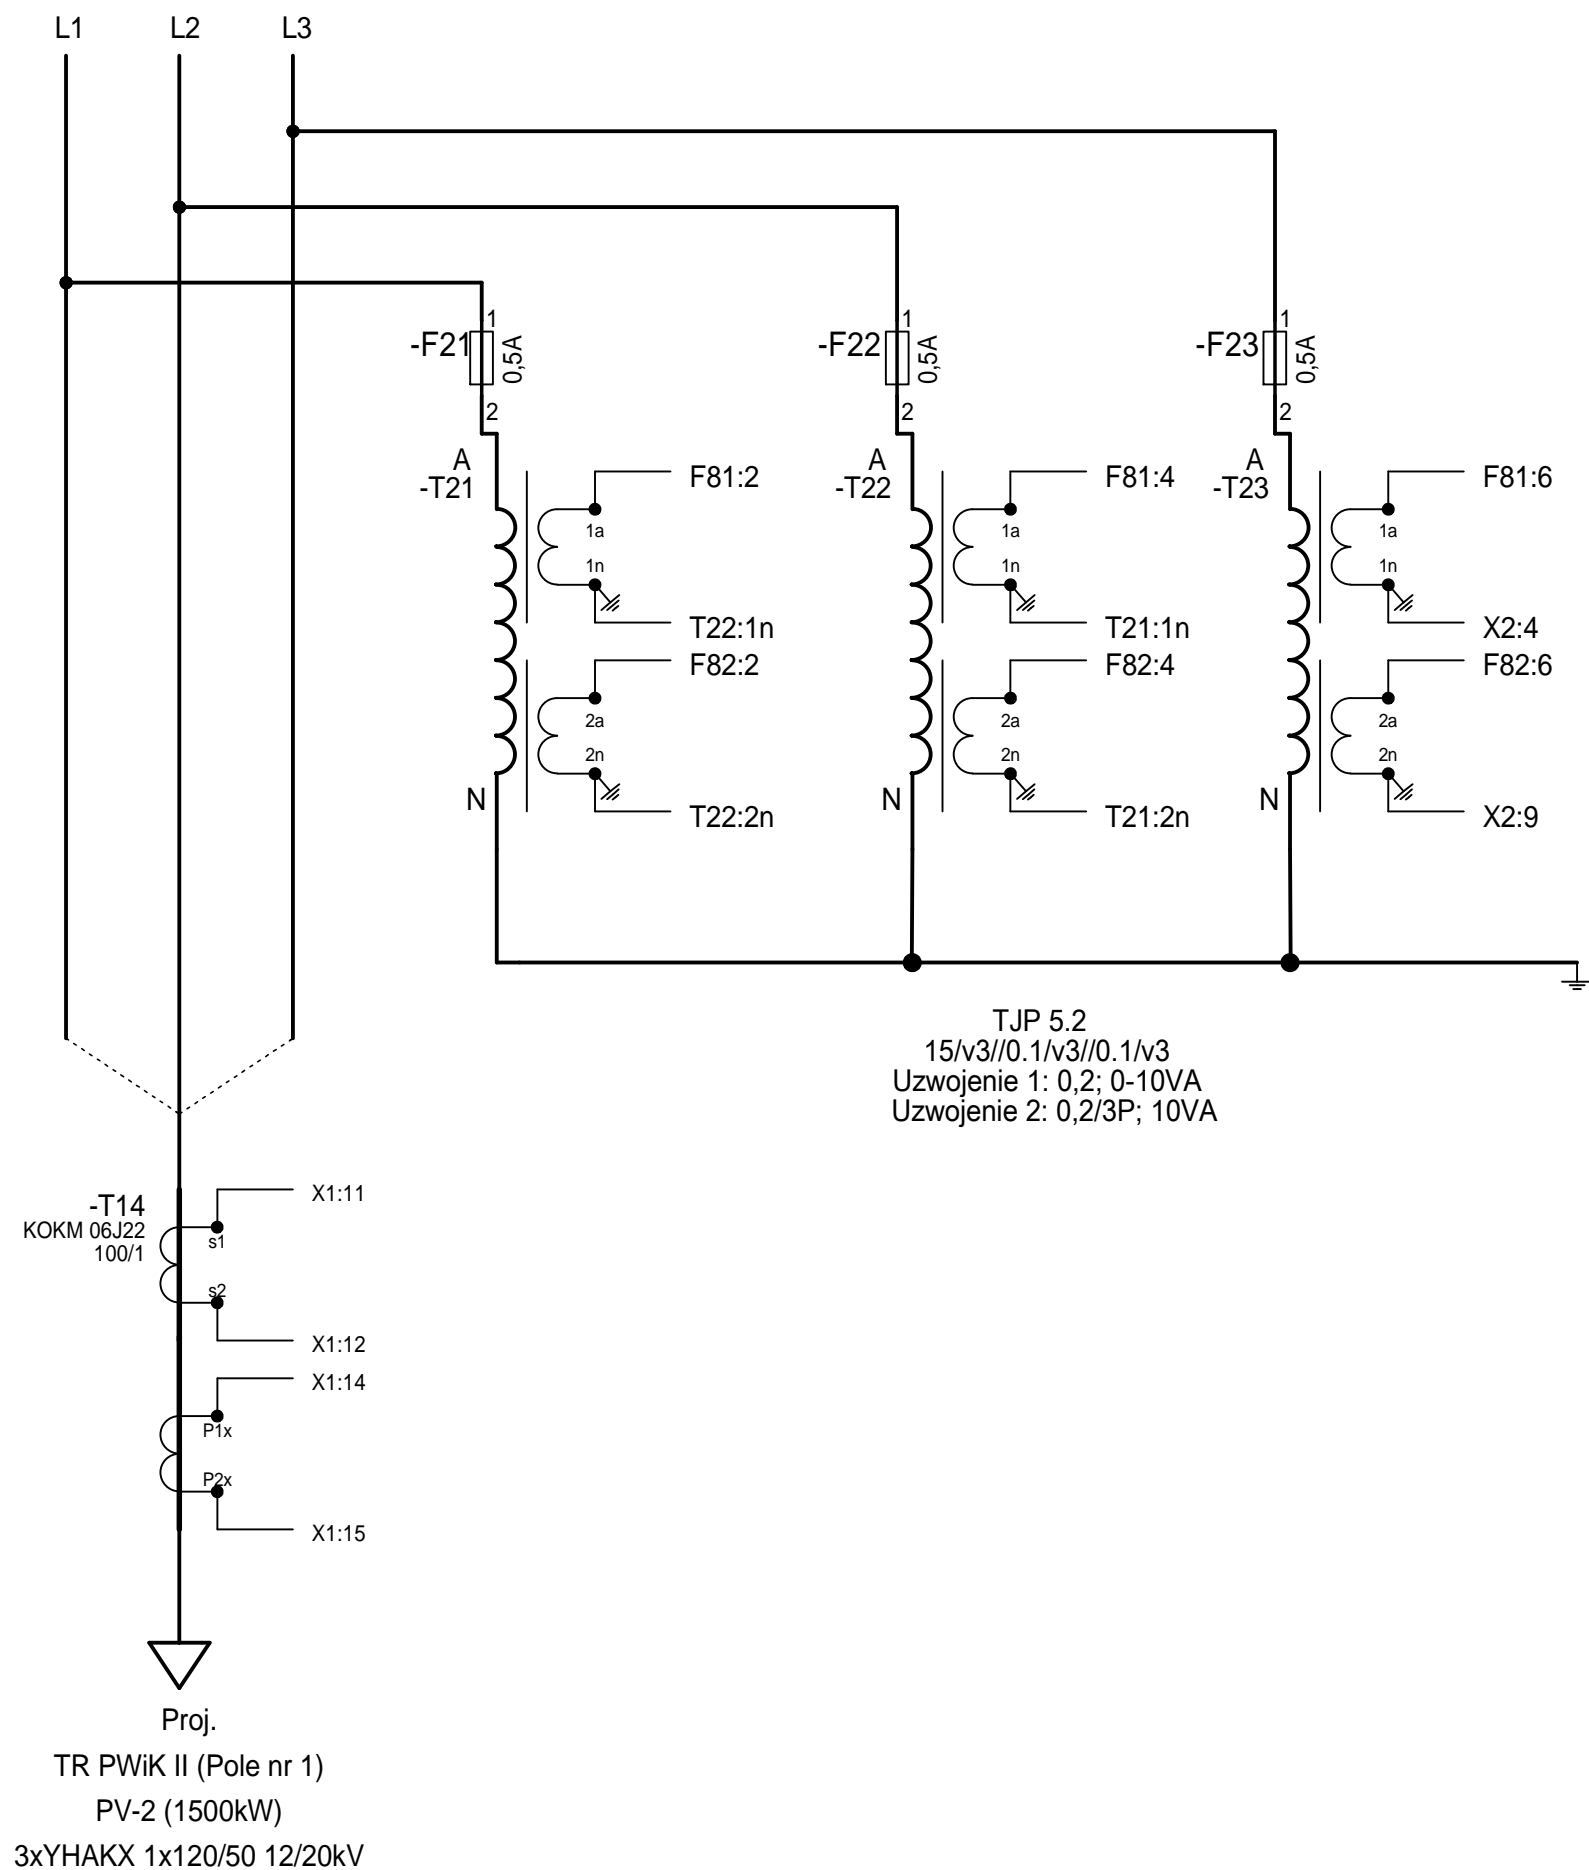 L1 L2 L3
1 1 1
-F21 0,5A -F22 0,5A -F23 0,5A
2 2 2
A A A
-T21 F81:2 -T22 F81:4 -T23 F81:6
1a 1a 1a
1n 1n 1n
T22:1n T21:1n X2:4
F82:2 F82:4 F82:6
2a 2a 2a
2n 2n 2n
N N N
T22:2n T21:2n X2:9
TJP 5.2
15/v3//0.1/v3//0.1/v3
Uzwojenie 1: 0,2; 0-10VA
Uzwojenie 2: 0,2/3P; 10VA
X1:11
-T14
KOKM 06J22
100/1
s1
s2
X1:12
X1:14
P1x
P2x
X1:15
Proj.
TR PWiK II (Pole nr 1)
PV-2 (1500kW)
3xYHAKX 1x120/50 12/20kV